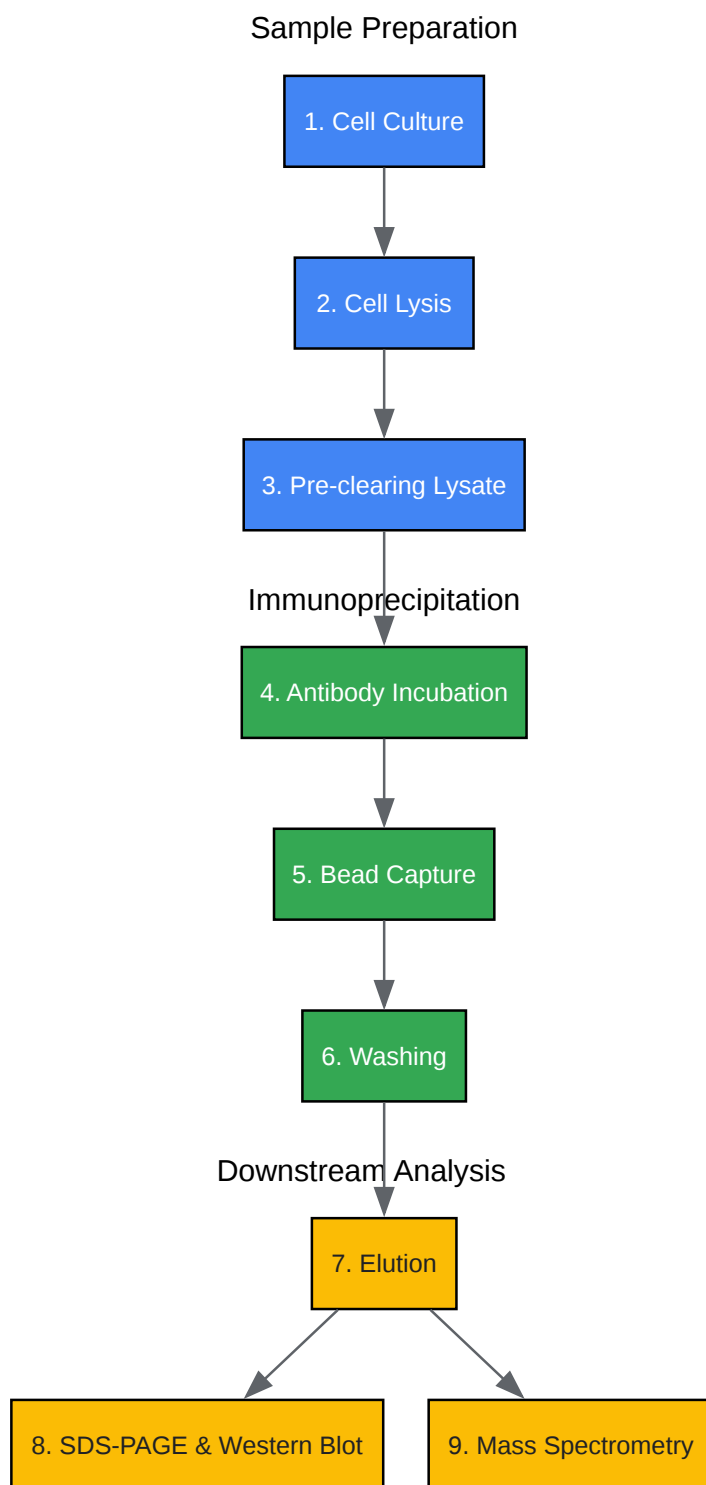 Sample Preparation
1. Cell Culture
2. Cell Lysis
3. Pre-clearing Lysate
Immunoprecipitation
4. Antibody Incubation
5. Bead Capture
6. Washing
Downstream Analysis
7. Elution
8. SDS-PAGE & Western Blot
9. Mass Spectrometry